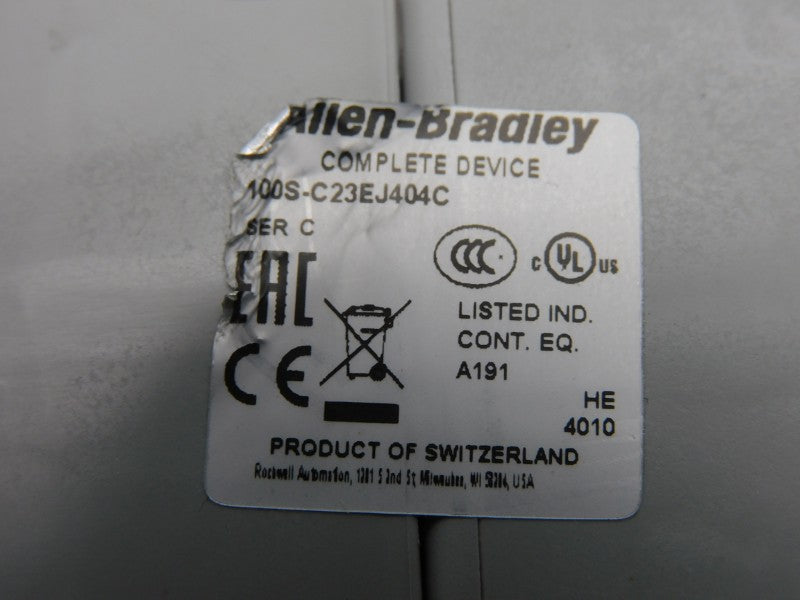 Allen-Bradley
COMPLETE DEVICE
100S-C23EJ404C
SER C
EAC
CCC
C UL US
LISTED IND.
CONT. EQ.
A191
CE
HE
4010
PRODUCT OF SWITZERLAND
Rockwell Automation, 1201 S 2nd St, Milwaukee, WI 53204, USA